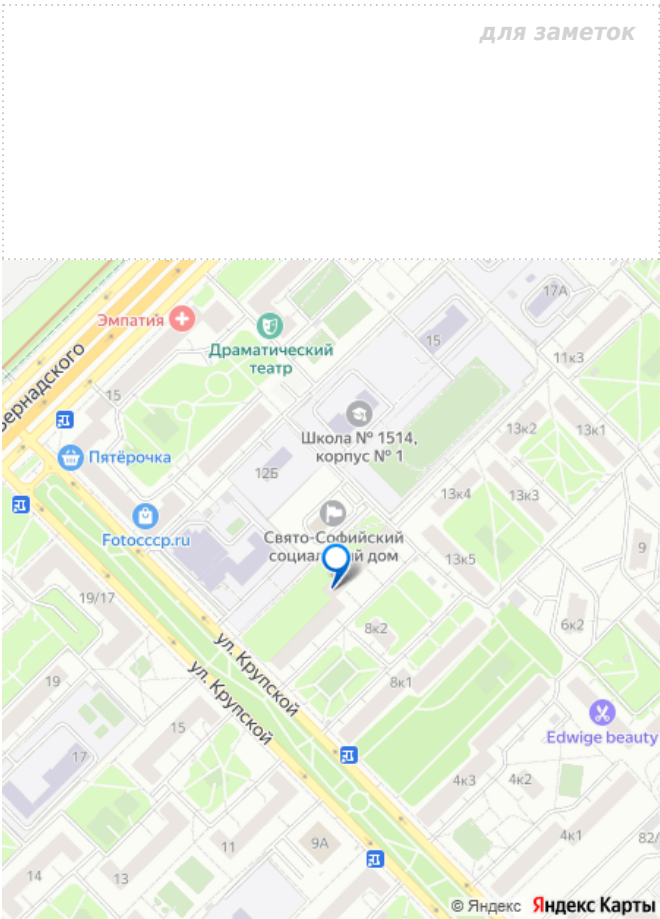 для заметок
17А
Эмпатия
Драматический
театр
15
11к3
Вернадского
15
13к2
13к1
Школа № 1514,
корпус № 1
Пятёрочка
12Б
13к4
13к3
Fotocccp.ru
Свято-Софийский
социальный дом
9
13к5
19/17
6к2
8к2
ул. Крупской
ул. Крупской
19
8к1
15
Edwige beauty
17
4к3
4к2
4к1
82/
11
9А
14
13
© Яндекс
Яндекс Карты